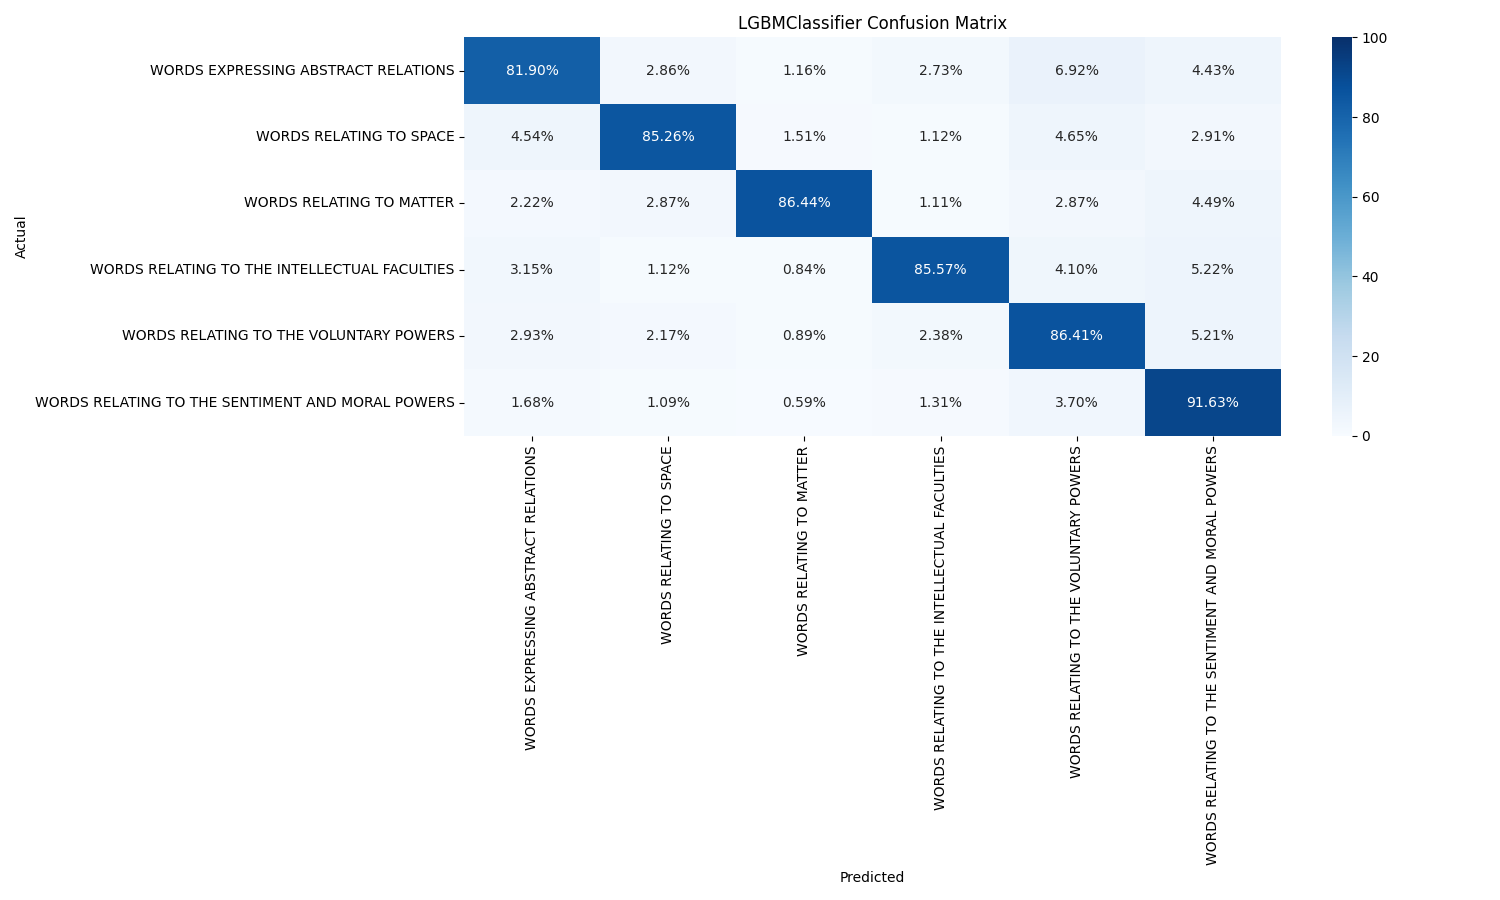 LGBMClassifier Confusion Matrix
Actual
WORDS EXPRESSING ABSTRACT RELATIONS 81.90% 2.86% 1.16% 2.73% 6.92% 4.43%
WORDS RELATING TO SPACE 4.54% 85.26% 1.51% 1.12% 4.65% 2.91%
WORDS RELATING TO MATTER 2.22% 2.87% 86.44% 1.11% 2.87% 4.49%
WORDS RELATING TO THE INTELLECTUAL FACULTIES 3.15% 1.12% 0.84% 85.57% 4.10% 5.22%
WORDS RELATING TO THE VOLUNTARY POWERS 2.93% 2.17% 0.89% 2.38% 86.41% 5.21%
WORDS RELATING TO THE SENTIMENT AND MORAL POWERS 1.68% 1.09% 0.59% 1.31% 3.70% 91.63%
100
80
60
40
20
0
WORDS EXPRESSING ABSTRACT RELATIONS
WORDS RELATING TO SPACE
WORDS RELATING TO MATTER
WORDS RELATING TO THE INTELLECTUAL FACULTIES
WORDS RELATING TO THE VOLUNTARY POWERS
WORDS RELATING TO THE SENTIMENT AND MORAL POWERS
Predicted